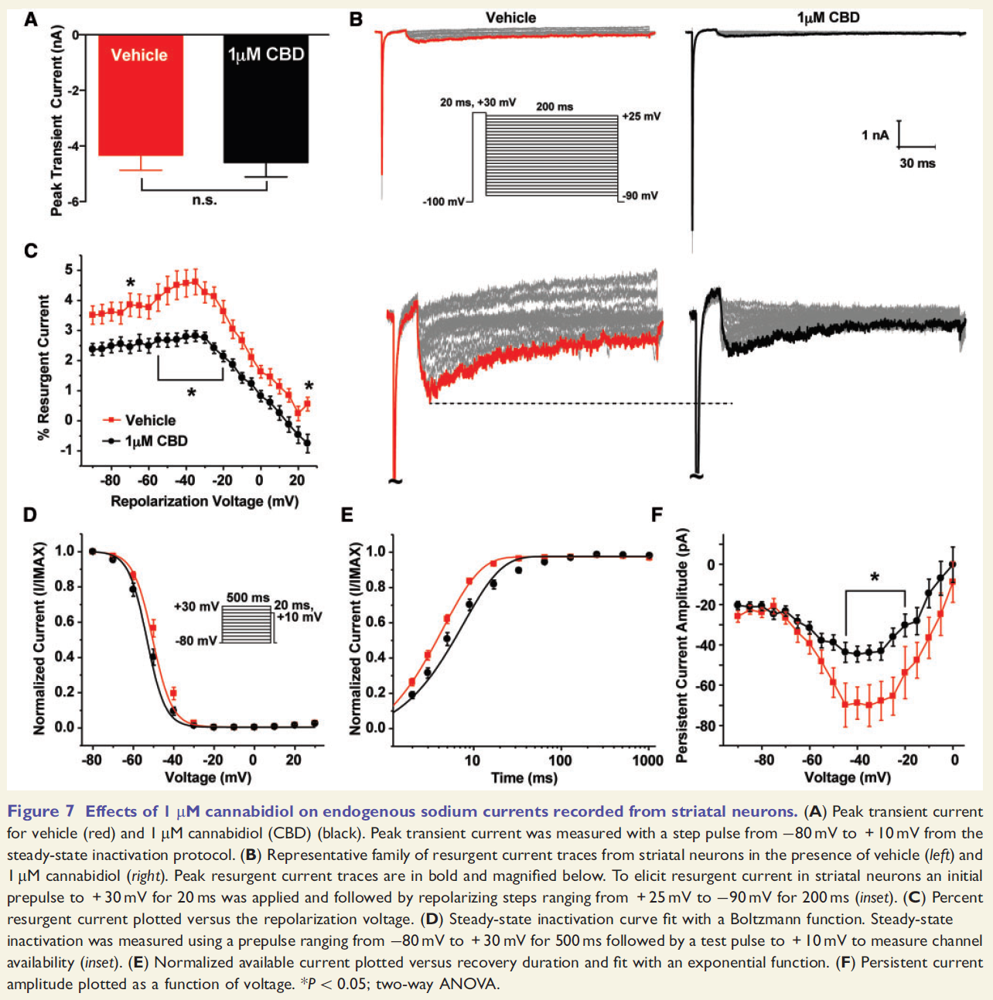 A
Peak Transient Current (nA)
0
-2
-4
-6
Vehicle
1μM CBD
n.s.
B
Vehicle
1μM CBD
20 ms, +30 mV
200 ms
+25 mV
-100 mV
-90 mV
1 nA
30 ms
~
~
C
% Resurgent Current
5
4
3
2
1
0
-1
*
*
*
Vehicle
1μM CBD
-80 -60 -40 -20 0 20
Repolarization Voltage (mV)
D
Normalized Current (I/IMAX)
1.0
0.8
0.6
0.4
0.2
0.0
500 ms
20 ms,
+30 mV
+10 mV
-80 mV
-80 -60 -40 -20 0 20
Voltage (mV)
E
Normalized Current (I/IMAX)
1.0
0.8
0.6
0.4
0.2
0.0
10 100 1000
Time (ms)
F
Persistent Current Amplitude (pA)
0
-20
-40
-60
-80
*
-80 -60 -40 -20 0
Voltage (mV)
Figure 7 Effects of 1 μM cannabidiol on endogenous sodium currents recorded from striatal neurons. (A) Peak transient current
for vehicle (red) and 1 μM cannabidiol (CBD) (black). Peak transient current was measured with a step pulse from −80 mV to +10 mV from the
steady-state inactivation protocol. (B) Representative family of resurgent current traces from striatal neurons in the presence of vehicle (left) and
1 μM cannabidiol (right). Peak resurgent current traces are in bold and magnified below. To elicit resurgent current in striatal neurons an initial
prepulse to +30 mV for 20 ms was applied and followed by repolarizing steps ranging from +25 mV to −90 mV for 200 ms (inset). (C) Percent
resurgent current plotted versus the repolarization voltage. (D) Steady-state inactivation curve fit with a Boltzmann function. Steady-state
inactivation was measured using a prepulse ranging from −80 mV to +30 mV for 500 ms followed by a test pulse to +10 mV to measure channel
availability (inset). (E) Normalized available current plotted versus recovery duration and fit with an exponential function. (F) Persistent current
amplitude plotted as a function of voltage. *P < 0.05; two-way ANOVA.